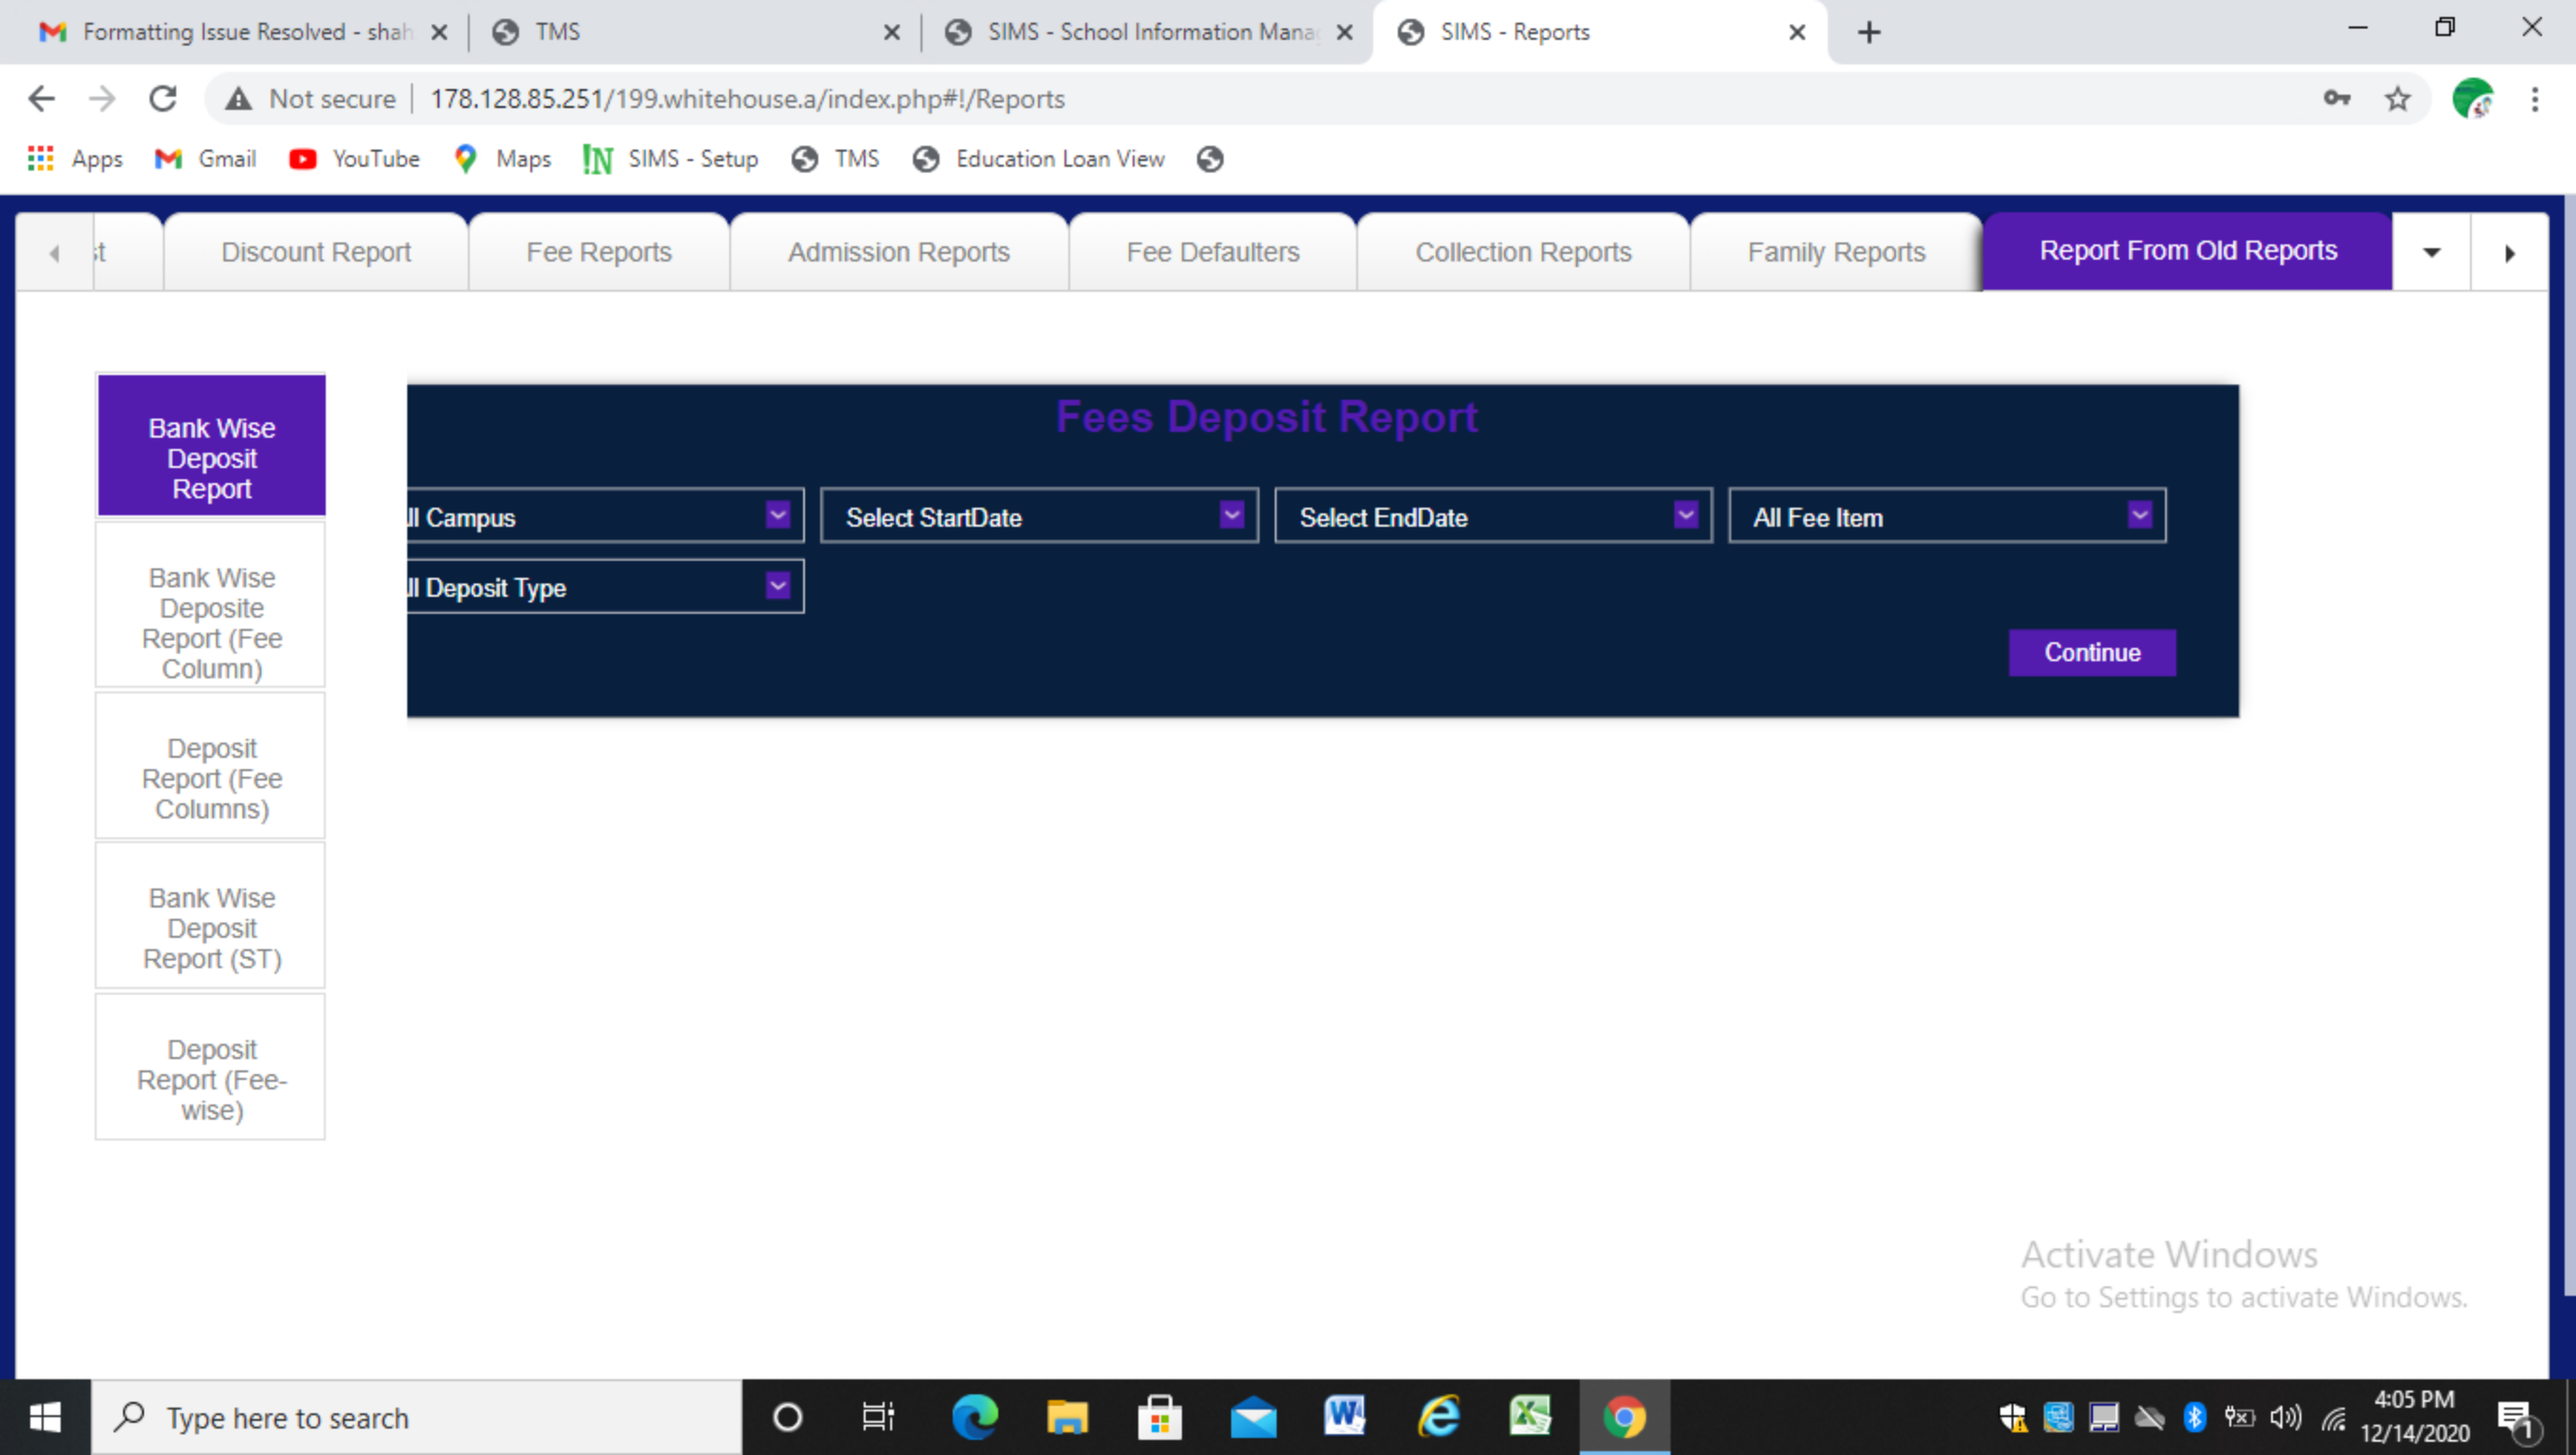 Formatting Issue Resolved - shah
TMS
SIMS - School Information Mana
SIMS - Reports
Not secure
178.128.85.251/199.whitehouse.a/index.php#!/Reports
Apps
Gmail
YouTube
Maps
SIMS - Setup
TMS
Education Loan View
st
Discount Report
Fee Reports
Admission Reports
Fee Defaulters
Collection Reports
Family Reports
Report From Old Reports
Bank Wise
Deposit
Report
Bank Wise
Deposite
Report (Fee
Column)
Deposit
Report (Fee
Columns)
Bank Wise
Deposit
Report (ST)
Deposit
Report (Fee-
wise)
Fees Deposit Report
ll Campus
Select StartDate
Select EndDate
All Fee Item
ll Deposit Type
Continue
Activate Windows
Go to Settings to activate Windows.
Type here to search
4:05 PM
12/14/2020
1